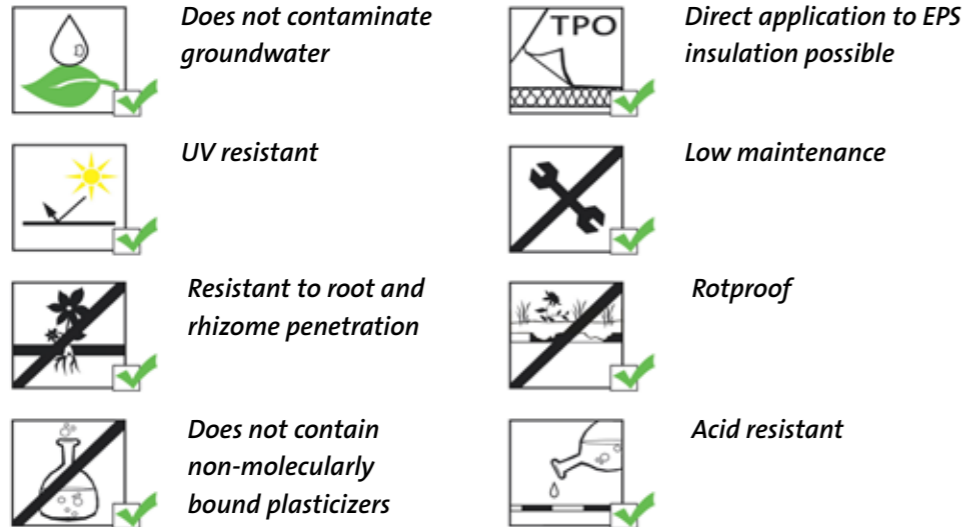 Does not contaminate
groundwater
TPO
Direct application to EPS
insulation possible
UV resistant
Low maintenance
Resistant to root and
rhizome penetration
Rotproof
Does not contain
non-molecularly
bound plasticizers
Acid resistant